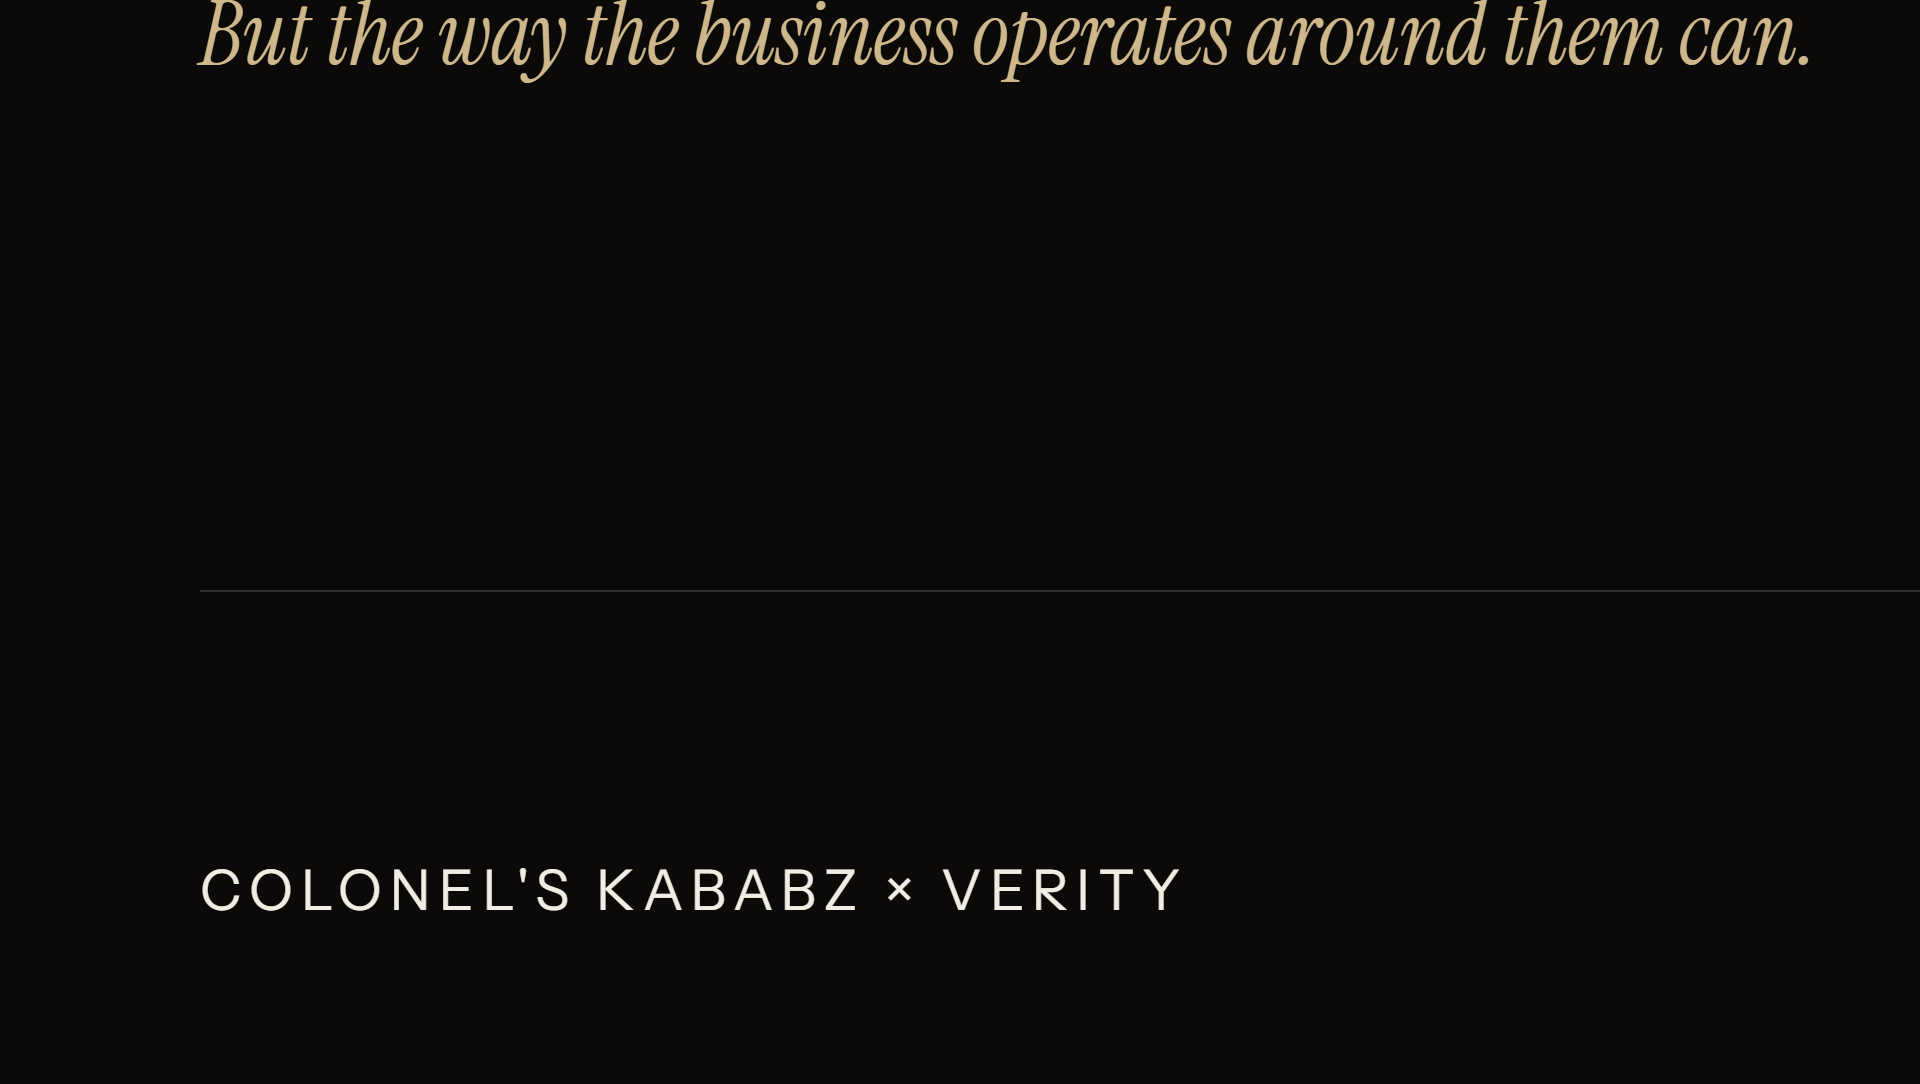 But the way the business operates around them can.
COLONEL'S KABABZ × VERITY